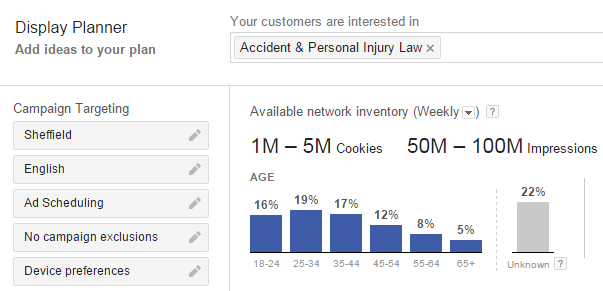 Display Planner
Add ideas to your plan
Your customers are interested in
Accident & Personal Injury Law ×
Campaign Targeting
Sheffield
English
Ad Scheduling
No campaign exclusions
Device preferences
Available network inventory (Weekly ▾) ?
1M – 5M Cookies 50M – 100M Impressions
AGE
16% 19% 17% 12% 8% 5% 22%
18-24 25-34 35-44 45-54 55-64 65+ Unknown ?